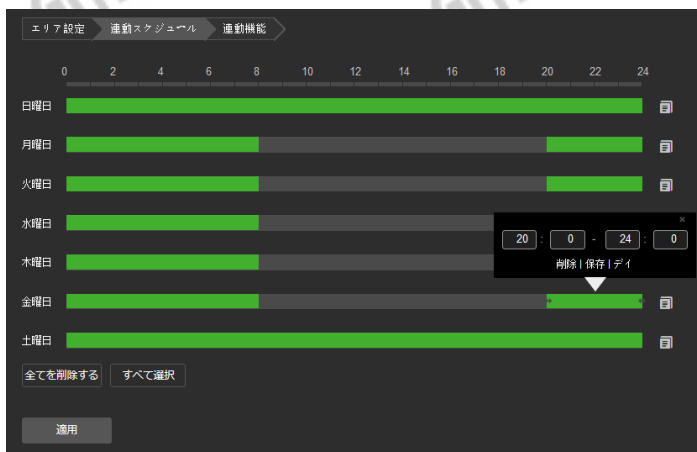 エリア設定 連動スケジュール 連動機能
0 2 4 6 8 10 12 14 16 18 20 22 24
日曜日
月曜日
火曜日
水曜日
×
20 : 0 - 24 : 0
木曜日
削除 | 保存 | デイ
金曜日
土曜日
全てを削除する すべて選択
適用